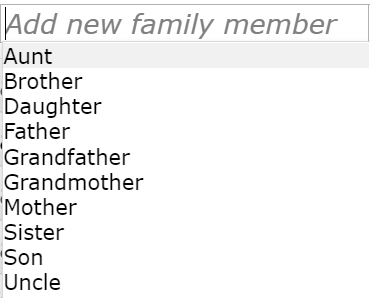 Add new family member
Aunt
Brother
Daughter
Father
Grandfather
Grandmother
Mother
Sister
Son
Uncle